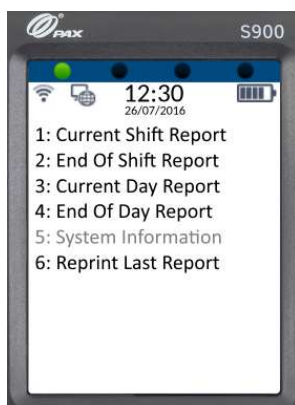 PAX S900
12:30
26/07/2016
1: Current Shift Report
2: End Of Shift Report
3: Current Day Report
4: End Of Day Report
5: System Information
6: Reprint Last Report